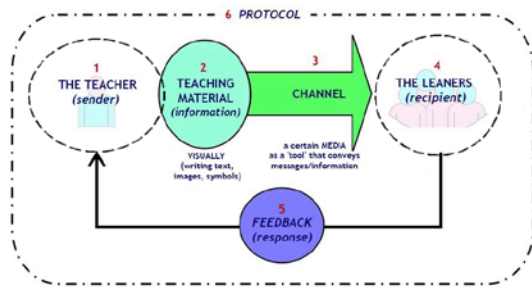 6 PROTOCOL
1
THE TEACHER
(sender)
2
TEACHING
MATERIAL
(information)
VISUALLY
(writing text,
images, symbols)
3
CHANNEL
a certain MEDIA
as a 'tool' that conveys
messages/information
4
THE LEANERS
(recipient)
5
FEEDBACK
(response)